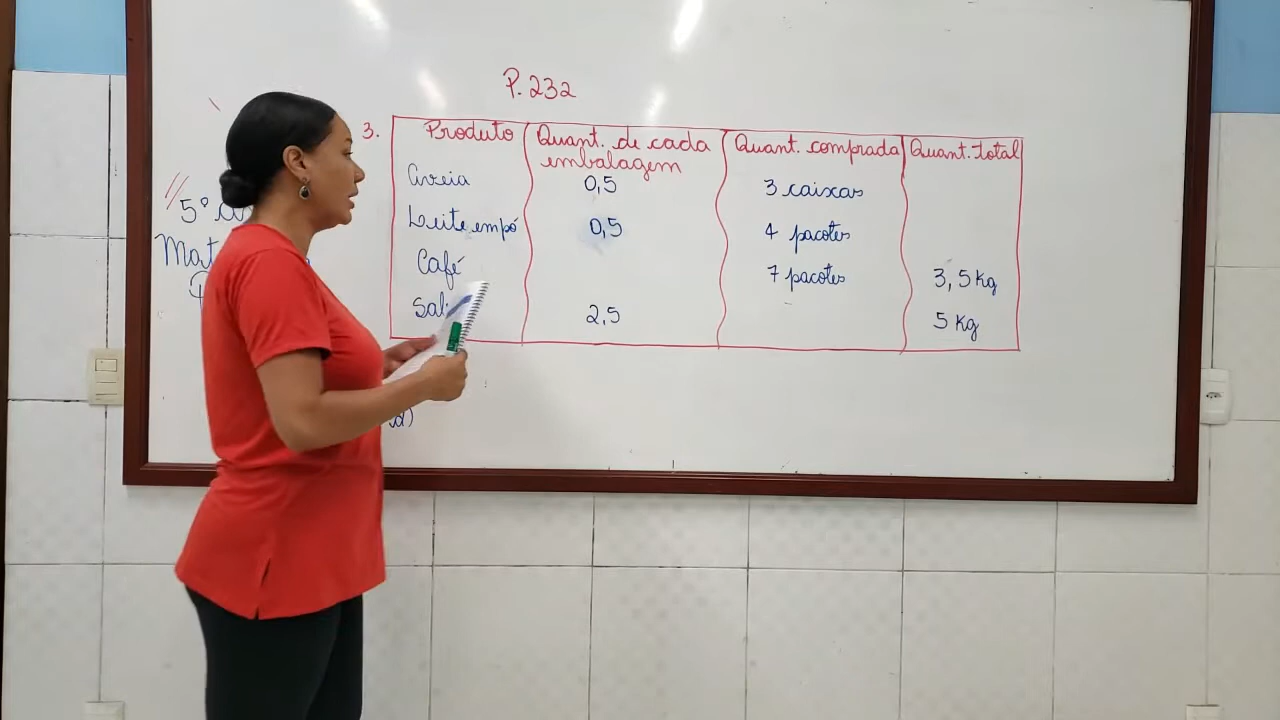 P. 232
3.
Produto Quant. de cada embalagem Quant. comprada Quant. Total
Aveia 0,5 3 caixas
Leite em pó 0,5 4 pacotes
Café 7 pacotes 3,5 Kg
Sal 2,5 5 Kg
5º
Mat
d)